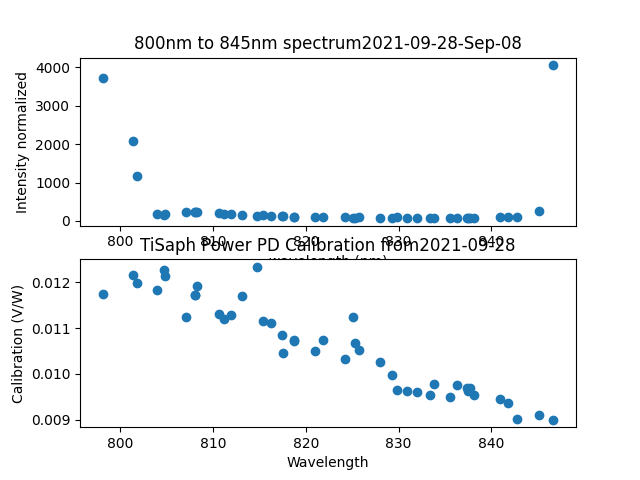 800nm to 845nm spectrum2021-09-28-Sep-08
Intensity normalized
4000
3000
2000
1000
0
800 810 820 830 840
wavelength (nm)
TiSaph Power PD Calibration from2021-09-28
Calibration (V/W)
0.012
0.011
0.010
0.009
800 810 820 830 840
Wavelength